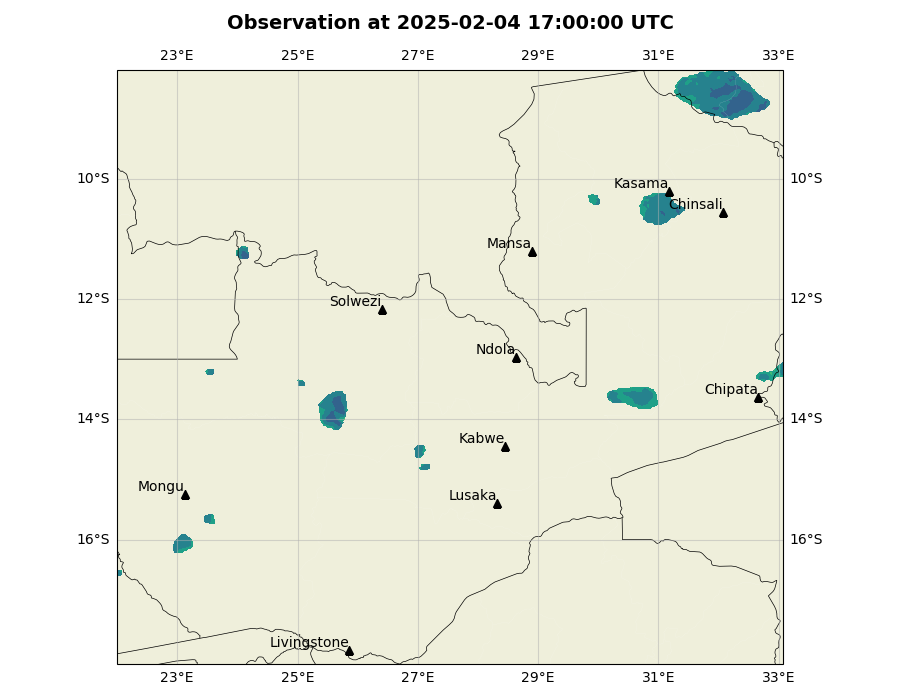 Observation at 2025-02-04 17:00:00 UTC
23°E 25°E 27°E 29°E 31°E 33°E
10°S 10°S
Kasama
Chinsali
Mansa
12°S 12°S
Solwezi
Ndola
Chipata
14°S 14°S
Kabwe
Mongu
Lusaka
16°S 16°S
Livingstone
23°E 25°E 27°E 29°E 31°E 33°E